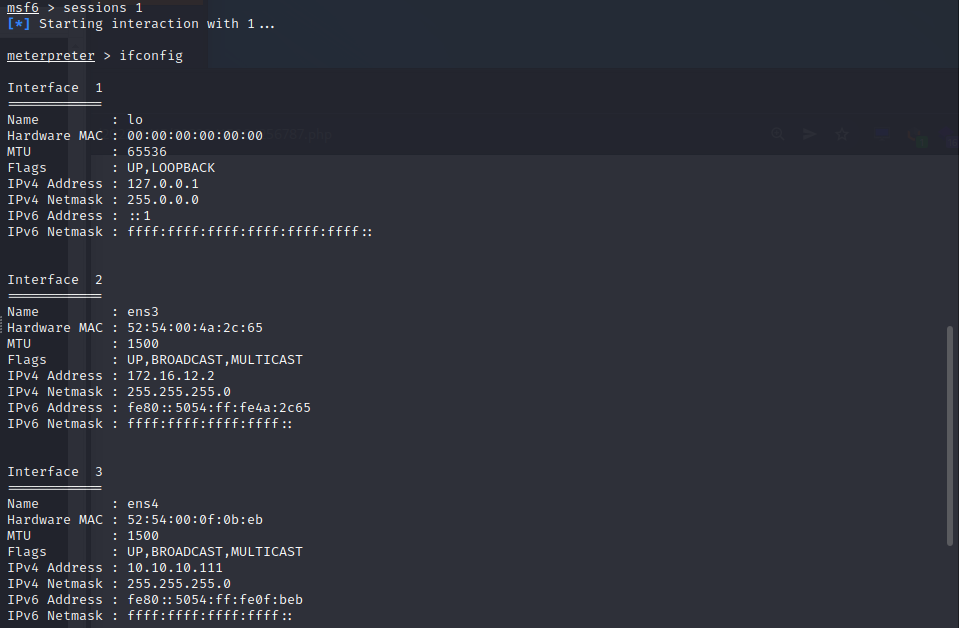 msf6 > sessions 1
[*] Starting interaction with 1...
meterpreter > ifconfig
Interface  1
============
Name         : lo
Hardware MAC : 00:00:00:00:00:00
MTU          : 65536
Flags        : UP,LOOPBACK
IPv4 Address : 127.0.0.1
IPv4 Netmask : 255.0.0.0
IPv6 Address : ::1
IPv6 Netmask : ffff:ffff:ffff:ffff:ffff:ffff::
Interface  2
============
Name         : ens3
Hardware MAC : 52:54:00:4a:2c:65
MTU          : 1500
Flags        : UP,BROADCAST,MULTICAST
IPv4 Address : 172.16.12.2
IPv4 Netmask : 255.255.255.0
IPv6 Address : fe80::5054:ff:fe4a:2c65
IPv6 Netmask : ffff:ffff:ffff:ffff::
Interface  3
============
Name         : ens4
Hardware MAC : 52:54:00:0f:0b:eb
MTU          : 1500
Flags        : UP,BROADCAST,MULTICAST
IPv4 Address : 10.10.10.111
IPv4 Netmask : 255.255.255.0
IPv6 Address : fe80::5054:ff:fe0f:beb
IPv6 Netmask : ffff:ffff:ffff:ffff::